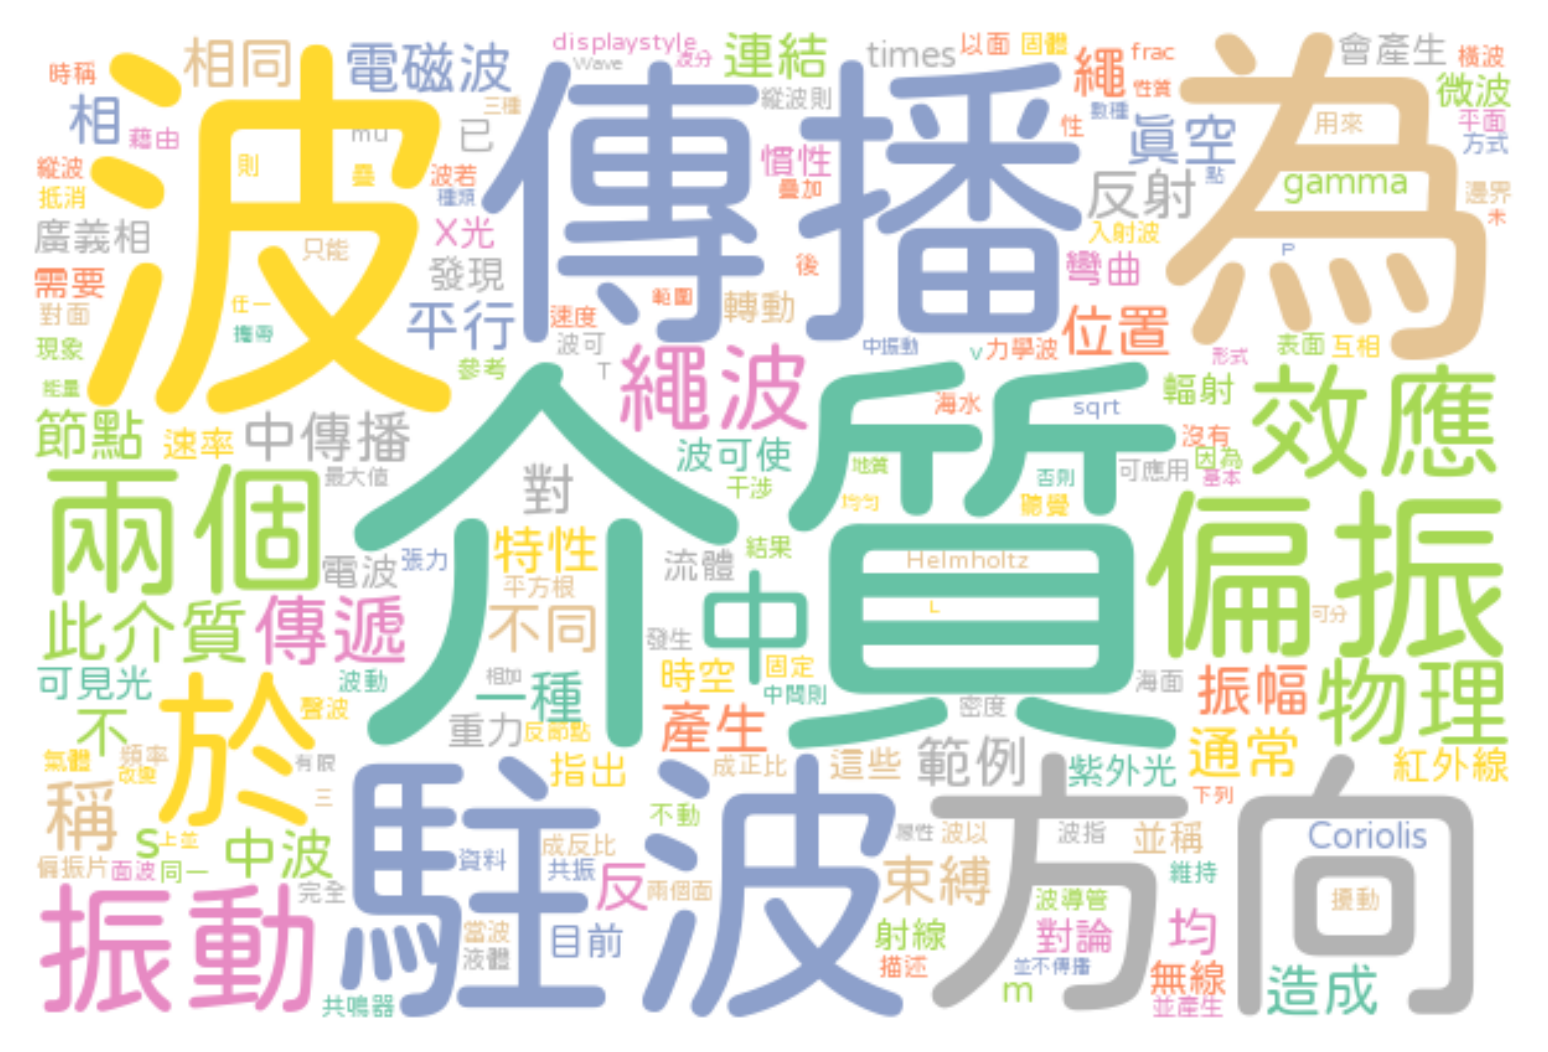 波
傳播
為
介質
駐波
方向
兩個
偏振
效應
振動
物理
於
中
繩波
傳遞
此介質
電磁波
相同
相
時稱
藉由
縱波
抵消
廣義相
需要
對面
現象
能量
節點
速率
中傳播
最大值
mu
則
疊
只能
任一
攜帶
displaystyle
Wave
波分
三種
已
波若
種類
X光
發現
平行
參考
連結
縱波則
慣性
疊加
後
範圍
轉動
速度
波可
T
times
以面
固體
繩
frac
性質
數種
性
真空
點
反射
入射波
彎曲
位置
中振動
v
力學波
會產生
橫波
微波
平面
方式
用來
gamma
邊界
未
P
形式
表面
互相
輻射
海水
sqrt
沒有
因為
基本
可應用
波可使
干涉
地質
均勻
否則
聽覺
對
特性
平方根
不同
電波
張力
流體
結果
Helmholtz
L
可分
發生
時空
固定
中間則
產生
相加
一種
重力
反節點
指出
可見光
波動
不
聲波
氣體
頻率
改變
有限
三
稱
S
上並
中波
偏振片
面波
同一
完全
共鳴器
資料
當波
液體
成反比
共振
目前
反
兩個面
不動
成正比
這些
範例
密度
海面
振幅
通常
紫外光
紅外線
下列
波以
波指
並稱
束縛
射線
描述
波導管
對論
並不傳播
m
維持
均
無線
並產生
造成
Coriolis
擾動